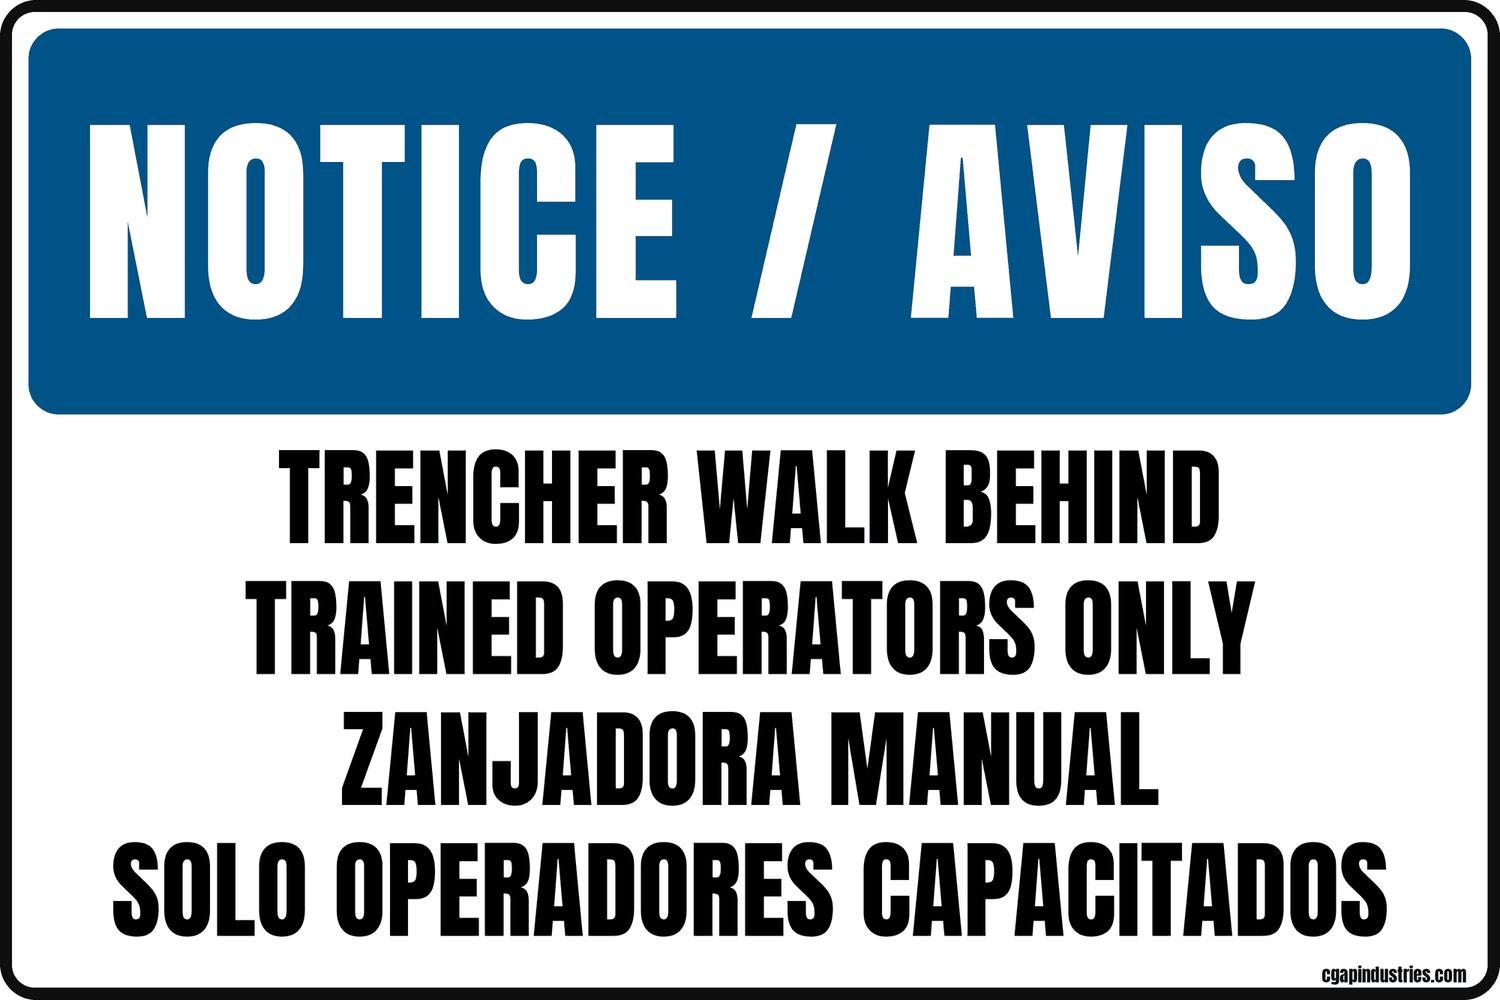 NOTICE / AVISO
TRENCHER WALK BEHIND
TRAINED OPERATORS ONLY
ZANJADORA MANUAL
SOLO OPERADORES CAPACITADOS
cgapindustries.com